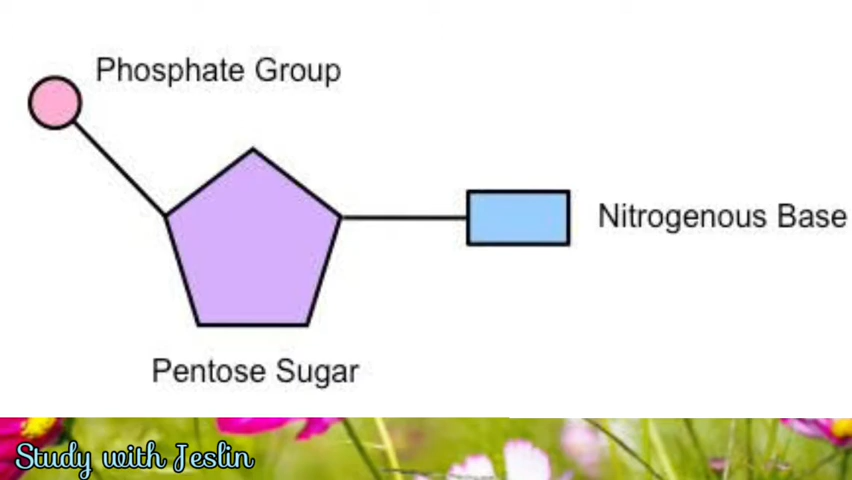 Phosphate Group
Nitrogenous Base
Pentose Sugar
Study with Jeslin